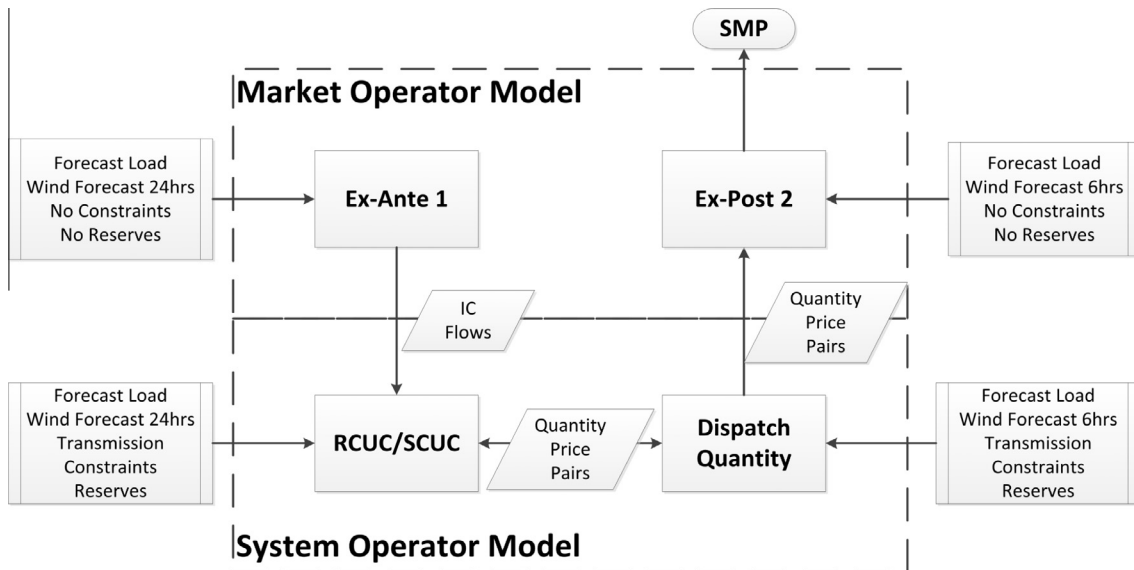 SMP
Market Operator Model
Forecast Load
Wind Forecast 24hrs
No Constraints
No Reserves
Ex-Ante 1
Ex-Post 2
Forecast Load
Wind Forecast 6hrs
No Constraints
No Reserves
IC
Flows
Quantity
Price
Pairs
Forecast Load
Wind Forecast 24hrs
Transmission
Constraints
Reserves
RCUC/SCUC
Quantity
Price
Pairs
Dispatch
Quantity
Forecast Load
Wind Forecast 6hrs
Transmission
Constraints
Reserves
System Operator Model